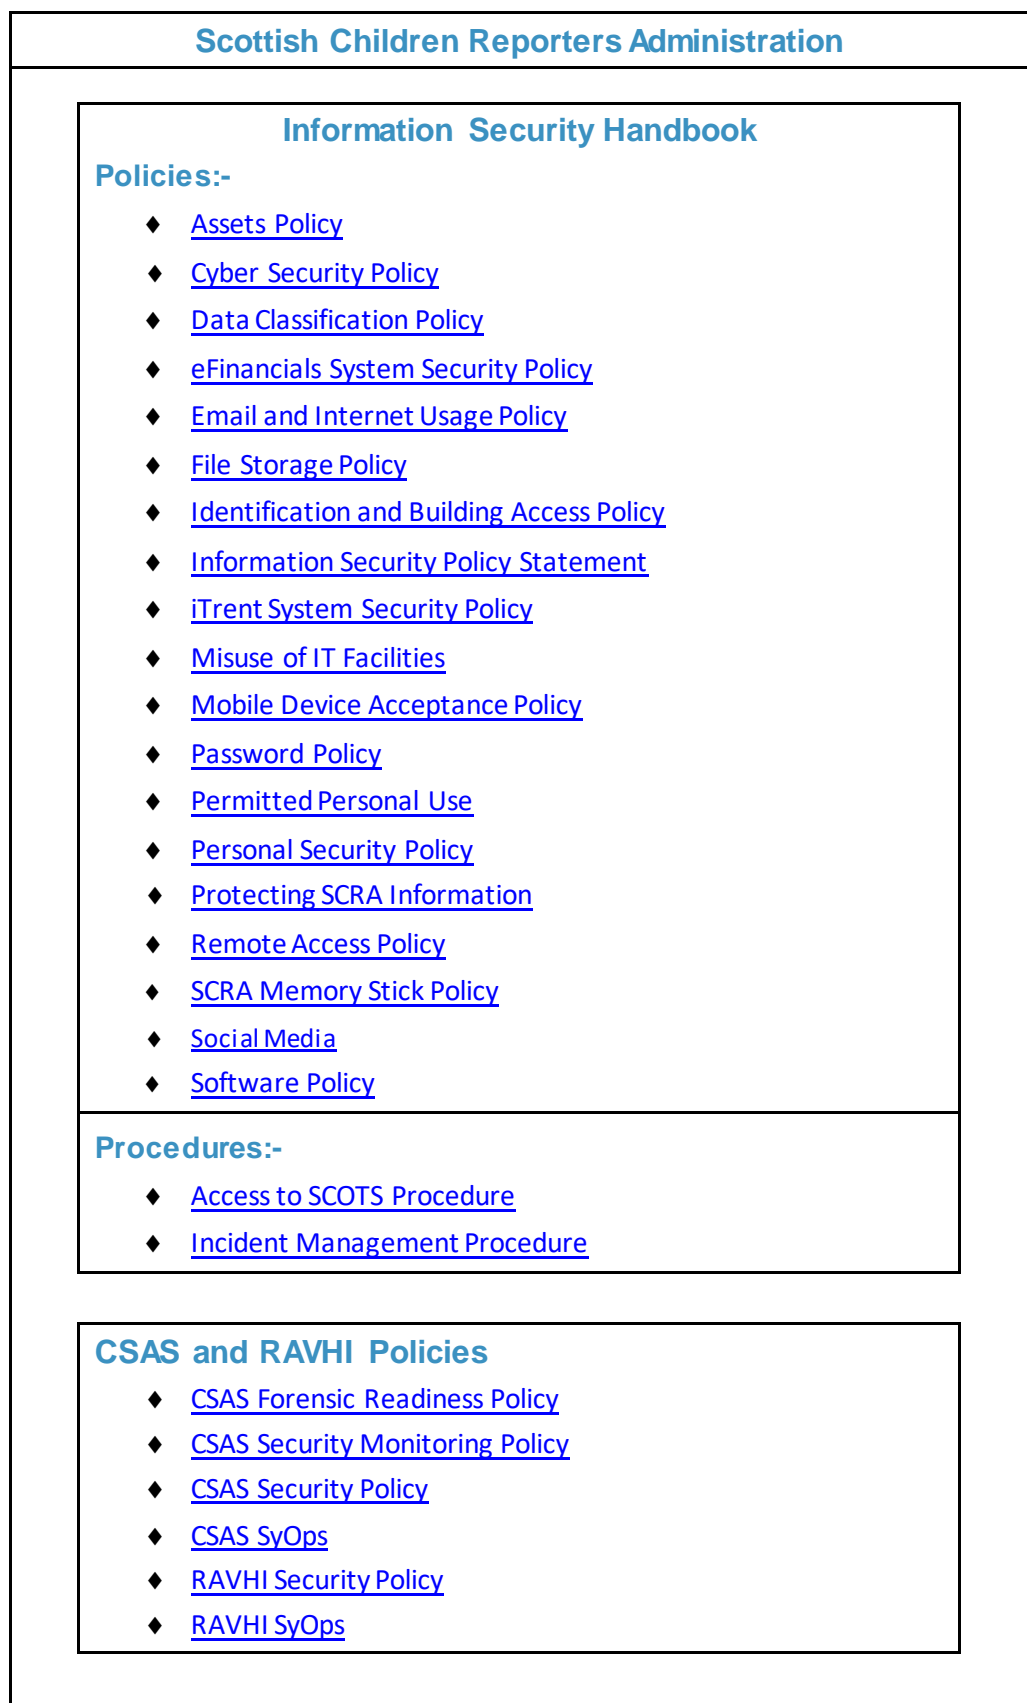 Scottish Children Reporters Administration
Information Security Handbook
Policies:-
♦ Assets Policy
♦ Cyber Security Policy
♦ Data Classification Policy
♦ eFinancials System Security Policy
♦ Email and Internet Usage Policy
♦ File Storage Policy
♦ Identification and Building Access Policy
♦ Information Security Policy Statement
♦ iTrent System Security Policy
♦ Misuse of IT Facilities
♦ Mobile Device Acceptance Policy
♦ Password Policy
♦ Permitted Personal Use
♦ Personal Security Policy
♦ Protecting SCRA Information
♦ Remote Access Policy
♦ SCRA Memory Stick Policy
♦ Social Media
♦ Software Policy
Procedures:-
♦ Access to SCOTS Procedure
♦ Incident Management Procedure
CSAS and RAVHI Policies
♦ CSAS Forensic Readiness Policy
♦ CSAS Security Monitoring Policy
♦ CSAS Security Policy
♦ CSAS SyOps
♦ RAVHI Security Policy
♦ RAVHI SyOps